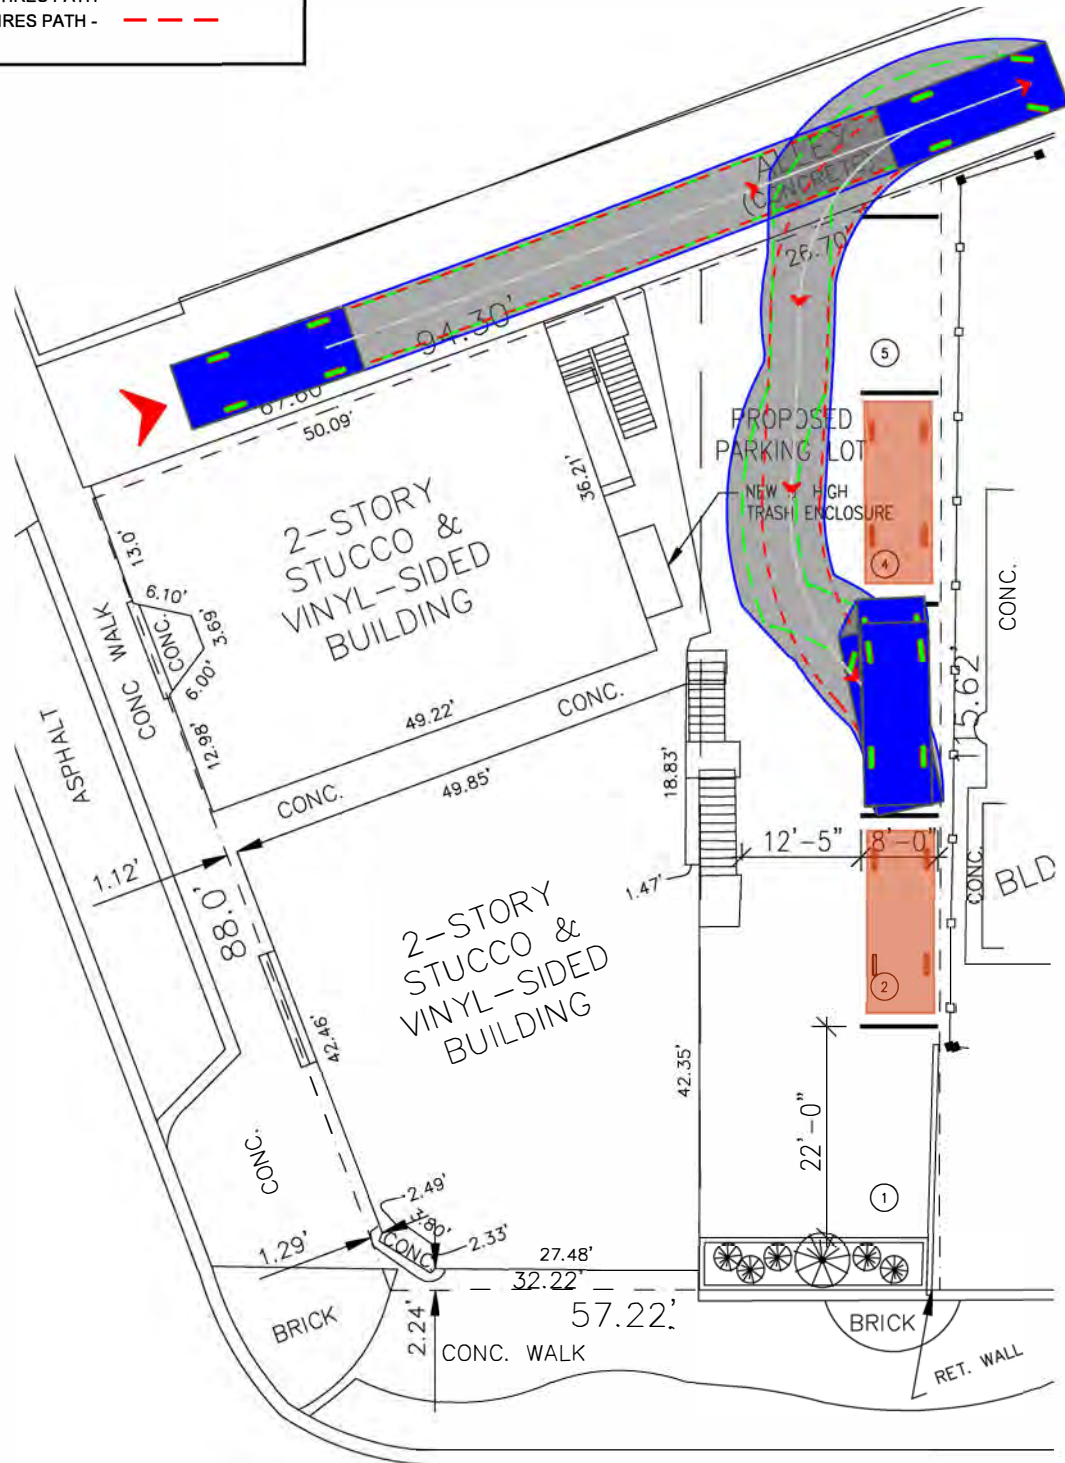 IRES PATH -
ALLEY
(CONCRETE)
26.70'
94.30'
67.60'
50.09'
5
PROPOSED
PARKING LOT
36.21'
NEW HIGH
TRASH ENCLOSURE
2-STORY
STUCCO &
VINYL-SIDED
BUILDING
4
13.0'
6.10'
CONC.
3.69'
6.00'
CONC WALK
12.98'
ASPHALT
CONC.
15.62'
49.22'
CONC.
CONC.
49.85'
18.83'
12'-5"
8'-0"
1.12'
88.0'
1.47'
CONC.
BLD
2-STORY
STUCCO &
VINYL-SIDED
BUILDING
2
42.46'
42.35'
22'-0"
CONC.
1
2.49'
3.80'
CONC.
2.33'
1.29'
27.48'
32.22'
57.22'
2.24'
BRICK
BRICK
CONC. WALK
RET. WALL